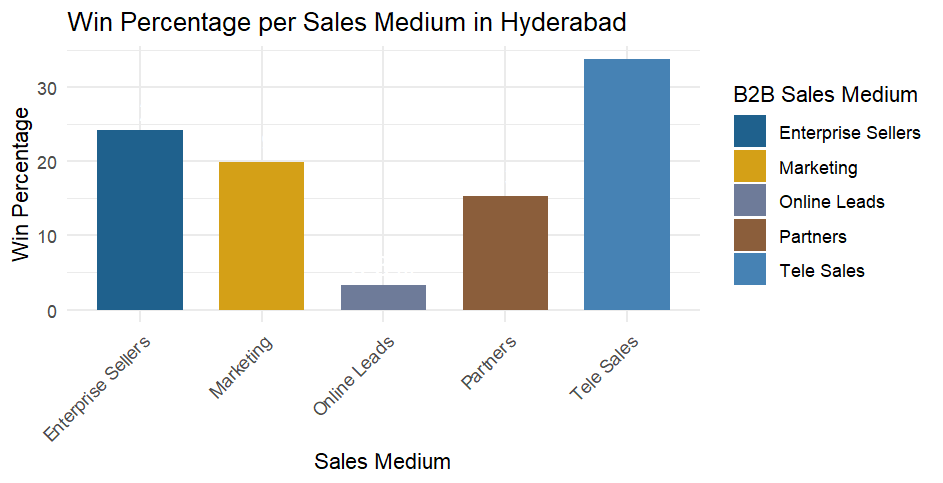 Win Percentage per Sales Medium in Hyderabad
Win Percentage
30
20
10
0
Enterprise Sellers
Marketing
Online Leads
Partners
Tele Sales
Sales Medium
B2B Sales Medium
Enterprise Sellers
Marketing
Online Leads
Partners
Tele Sales